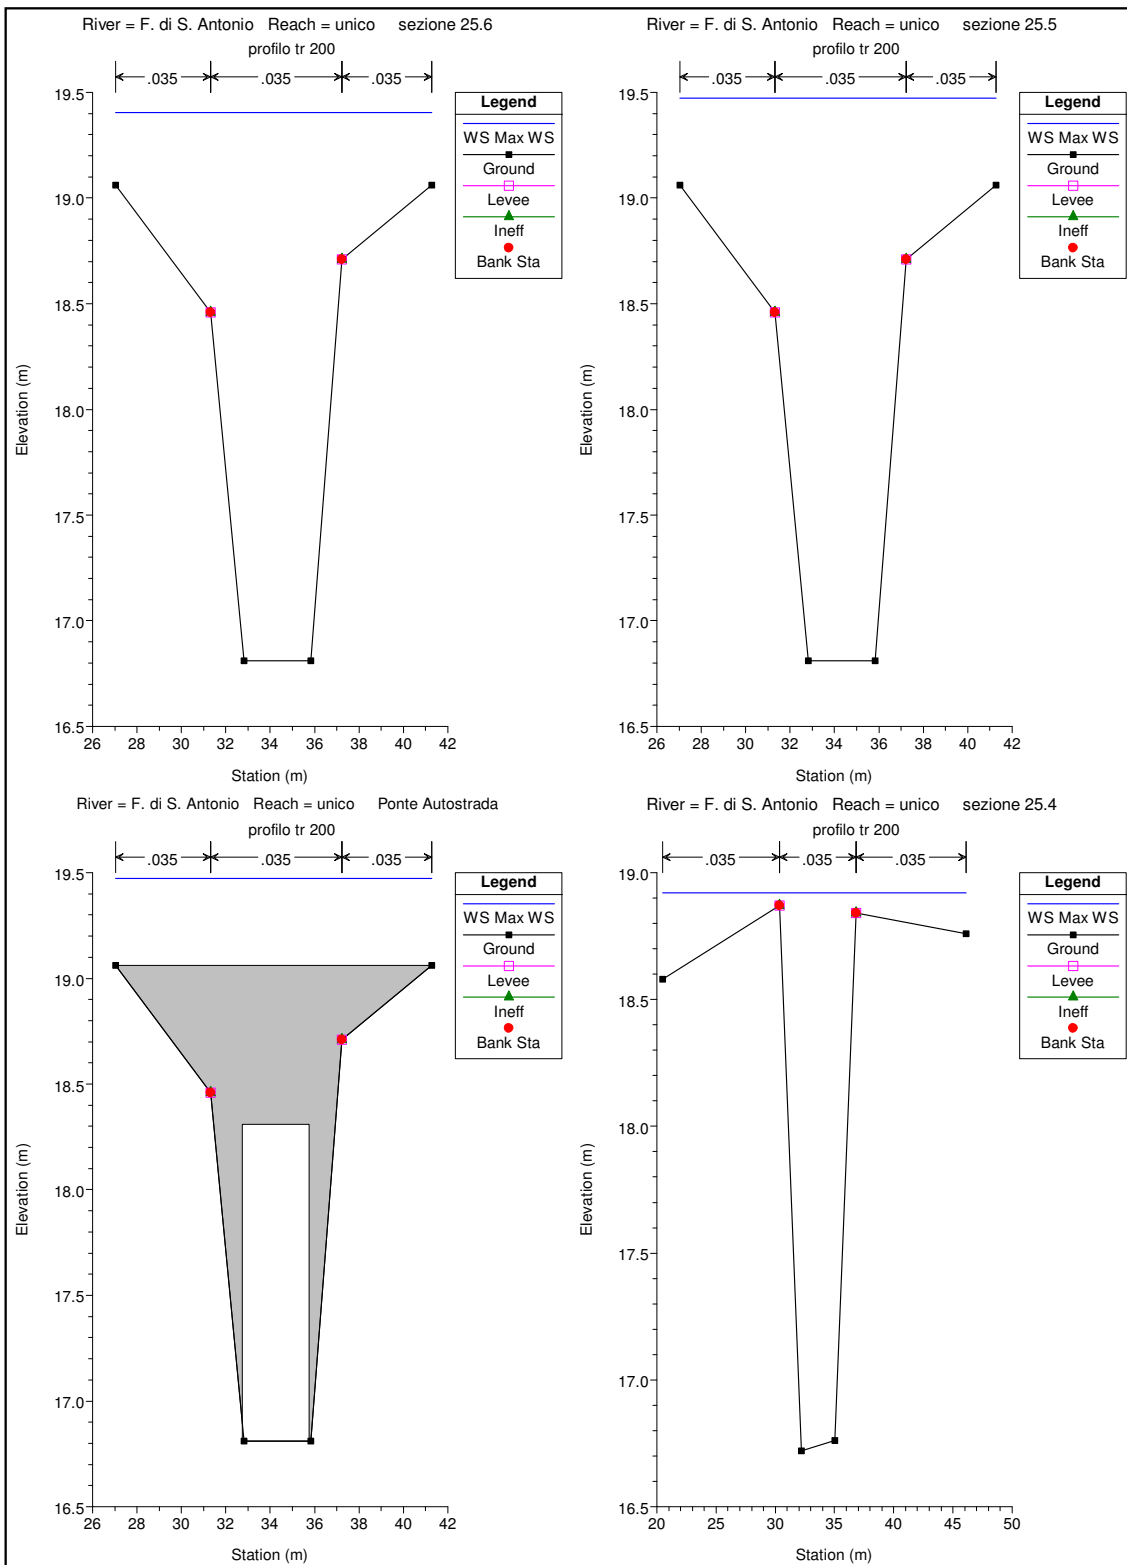 River = F. di S. Antonio Reach = unico sezione 25.6
profilo tr 200
.035 .035 .035
Legend
WS Max WS
Ground
Levee
Ineff
Bank Sta
19.5
19.0
18.5
18.0
17.5
17.0
16.5
Elevation (m)
26 28 30 32 34 36 38 40 42
Station (m)
River = F. di S. Antonio Reach = unico sezione 25.5
profilo tr 200
.035 .035 .035
Legend
WS Max WS
Ground
Levee
Ineff
Bank Sta
19.5
19.0
18.5
18.0
17.5
17.0
16.5
Elevation (m)
26 28 30 32 34 36 38 40 42
Station (m)
River = F. di S. Antonio Reach = unico Ponte Autostrada
profilo tr 200
.035 .035 .035
Legend
WS Max WS
Ground
Levee
Ineff
Bank Sta
19.5
19.0
18.5
18.0
17.5
17.0
16.5
Elevation (m)
26 28 30 32 34 36 38 40 42
Station (m)
River = F. di S. Antonio Reach = unico sezione 25.4
profilo tr 200
.035 .035 .035
Legend
WS Max WS
Ground
Levee
Ineff
Bank Sta
19.0
18.5
18.0
17.5
17.0
16.5
Elevation (m)
20 25 30 35 40 45 50
Station (m)